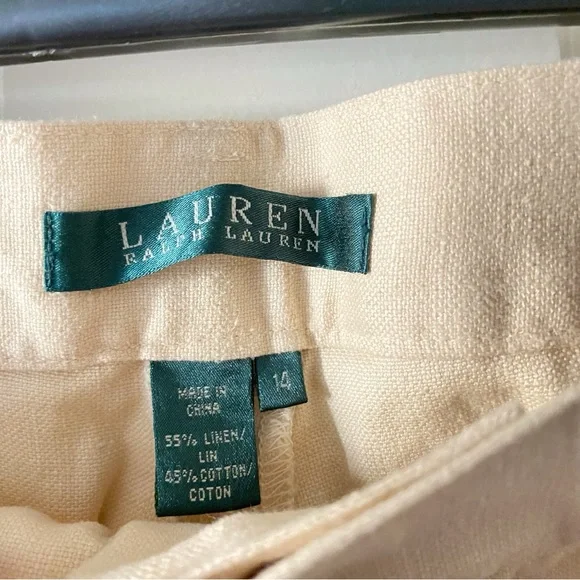 LAUREN
RALPH LAUREN
MADE IN
CHINA
14
55% LINEN/
LIN
45% COTTON/
COTON